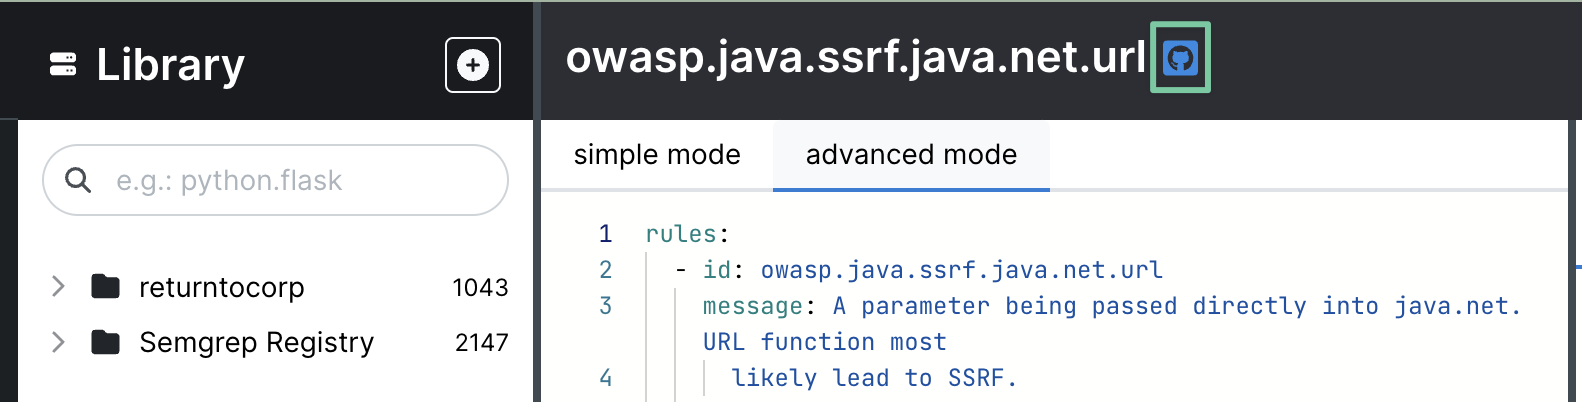 Library
e.g.: python.flask
returntocorp 1043
Semgrep Registry 2147
owasp.java.ssrf.java.net.url
simple mode advanced mode
1 rules:
2 - id: owasp.java.ssrf.java.net.url
3 message: A parameter being passed directly into java.net.
URL function most
4 likely lead to SSRF.